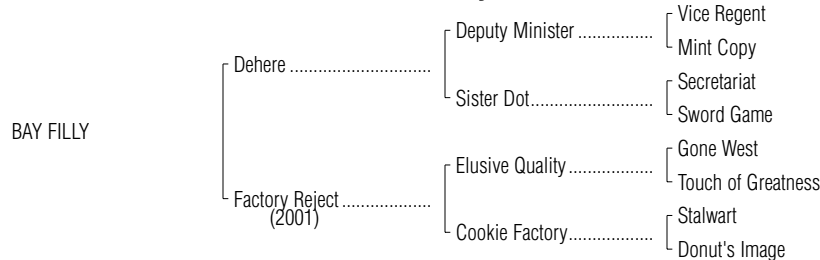 Vice Regent
Deputy Minister ................
Mint Copy
Dehere ..............................
Secretariat
Sister Dot..........................
Sword Game
BAY FILLY
Gone West
Elusive Quality ..................
Touch of Greatness
Factory Reject ...................
(2001)
Stalwart
Cookie Factory..................
Donut's Image